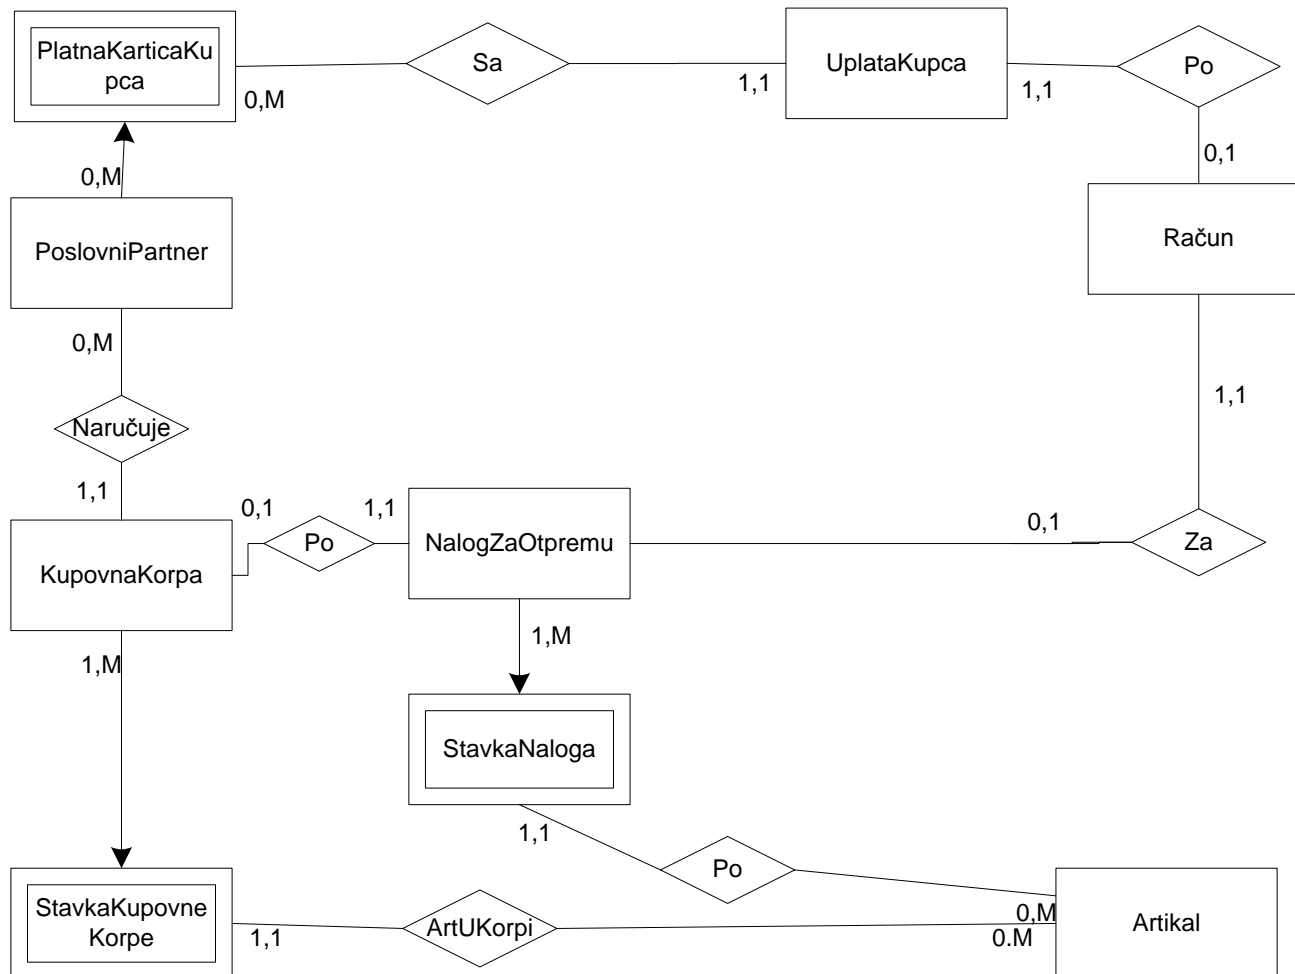 PlatnaKarticaKu
pca
Sa
UplataKupca
Po
0,M
1,1
1,1
0,1
0,M
PoslovniPartner
Račun
0,M
1,1
Naručuje
1,1
0,1
1,1
0,1
KupovnaKorpa
Po
NalogZaOtpremu
Za
1,M
1,M
StavkaNaloga
1,1
Po
StavkaKupovne
Korpe
1,1
ArtUKorpi
0,M
0.M
Artikal